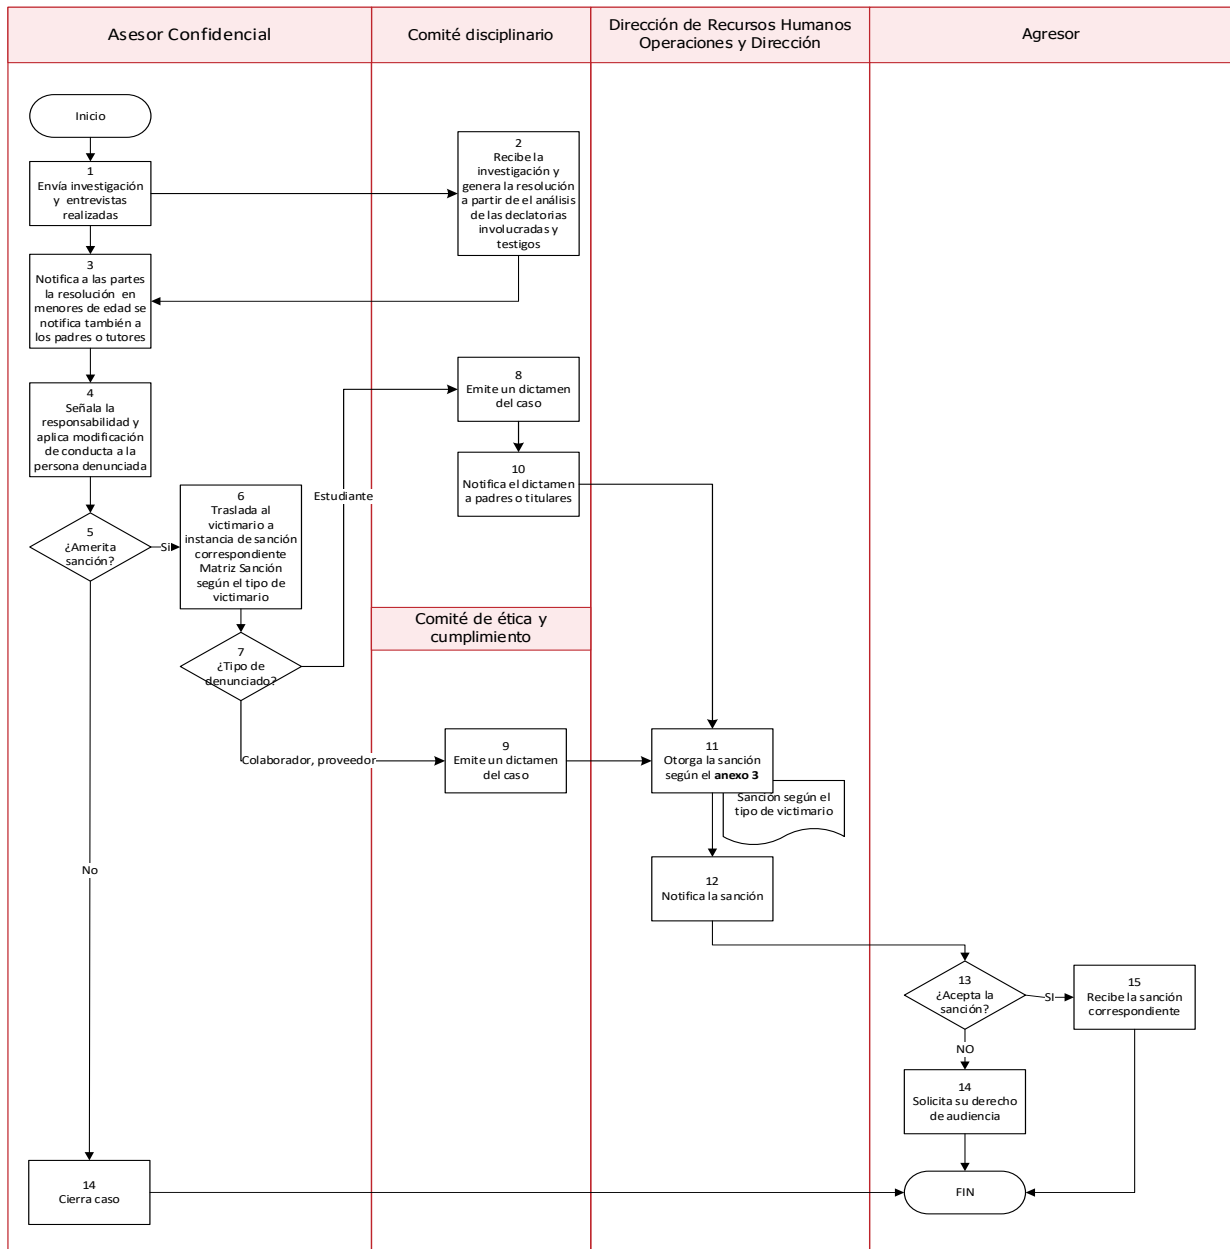 Asesor Confidencial
Comité disciplinario
Dirección de Recursos Humanos
Operaciones y Dirección
Agresor
Inicio
1
Envía investigación
y entrevistas
realizadas
2
Recibe la
investigación y
genera la resolución
a partir de el análisis
de las declatorias
involucradas y
testigos
3
Notifica a las partes
la resolución en
menores de edad se
notifica también a
los padres o tutores
4
Señala la
responsabilidad y
aplica modificación
de conducta a la
persona denunciada
5
¿Amerita
sanción?
Si
6
Traslada al
victimario a
instancia de sanción
correspondiente
Matriz Sanción
según el tipo de
victimario
7
¿Tipo de
denunciado?
Estudiante
8
Emite un dictamen
del caso
10
Notifica el dictamen
a padres o titulares
Comité de ética y
cumplimiento
Colaborador, proveedor
9
Emite un dictamen
del caso
11
Otorga la sanción
según el anexo 3
Sanción según el
tipo de victimario
12
Notifica la sanción
No
13
¿Acepta la
sanción?
SI
15
Recibe la sanción
correspondiente
NO
14
Solicita su derecho
de audiencia
14
Cierra caso
FIN